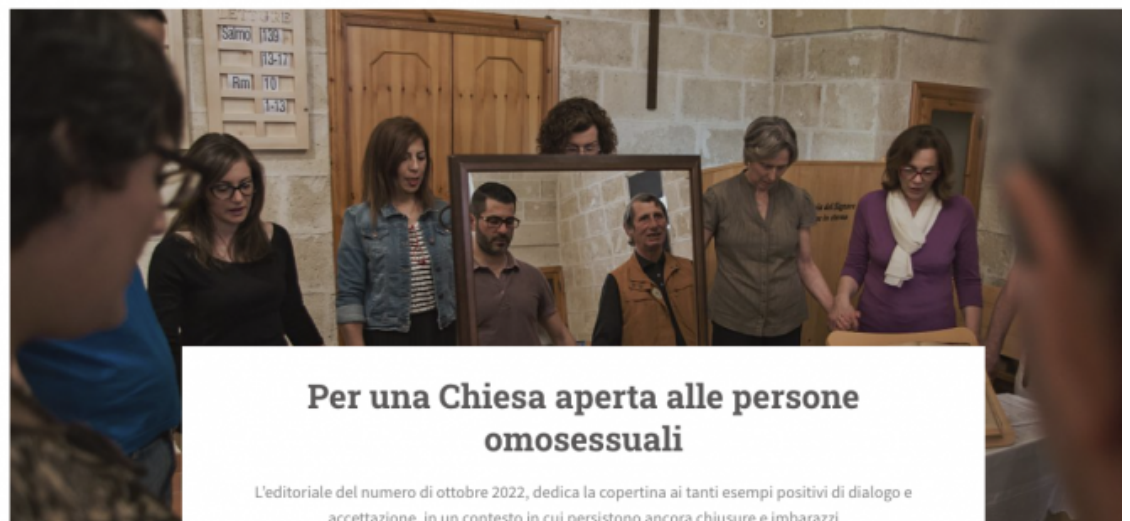 LETTURE
Salmo 139
13-17
Rm 10
1-13
Per una Chiesa aperta alle persone
omosessuali
L'editoriale del numero di ottobre 2022, dedica la copertina ai tanti esempi positivi di dialogo e
accettazione, in un contesto in cui persistono ancora chiusure e imbarazzi